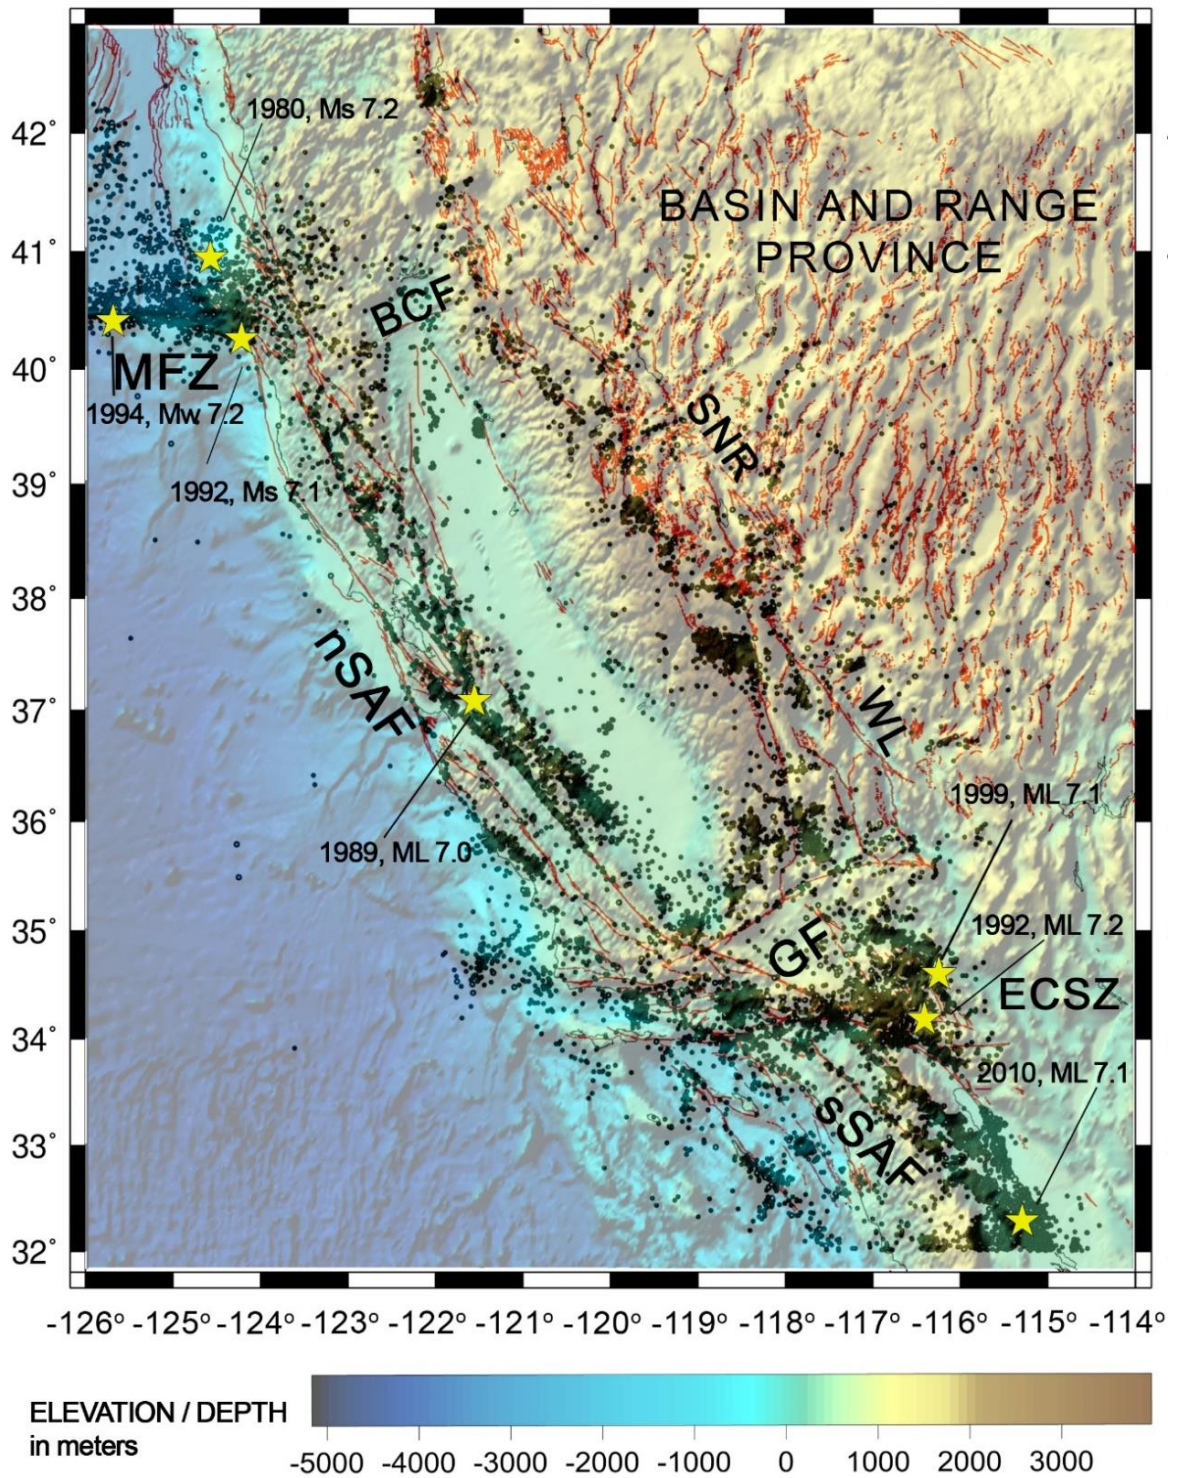 1980, Ms 7.2
42°
BASIN AND RANGE
PROVINCE
41°
BCF
40°
MFZ
1994, Mw 7.2
SNR
39°
1992, Ms 7.1
38°
nSAF
37°
WL
1999, ML 7.1
36°
1989, ML 7.0
35°
1992, ML 7.2
GF
ECSZ
34°
2010, ML 7.1
sSAF
33°
32°
-126° -125° -124° -123° -122° -121° -120° -119° -118° -117° -116° -115° -114°
ELEVATION / DEPTH
in meters
-5000 -4000 -3000 -2000 -1000 0 1000 2000 3000